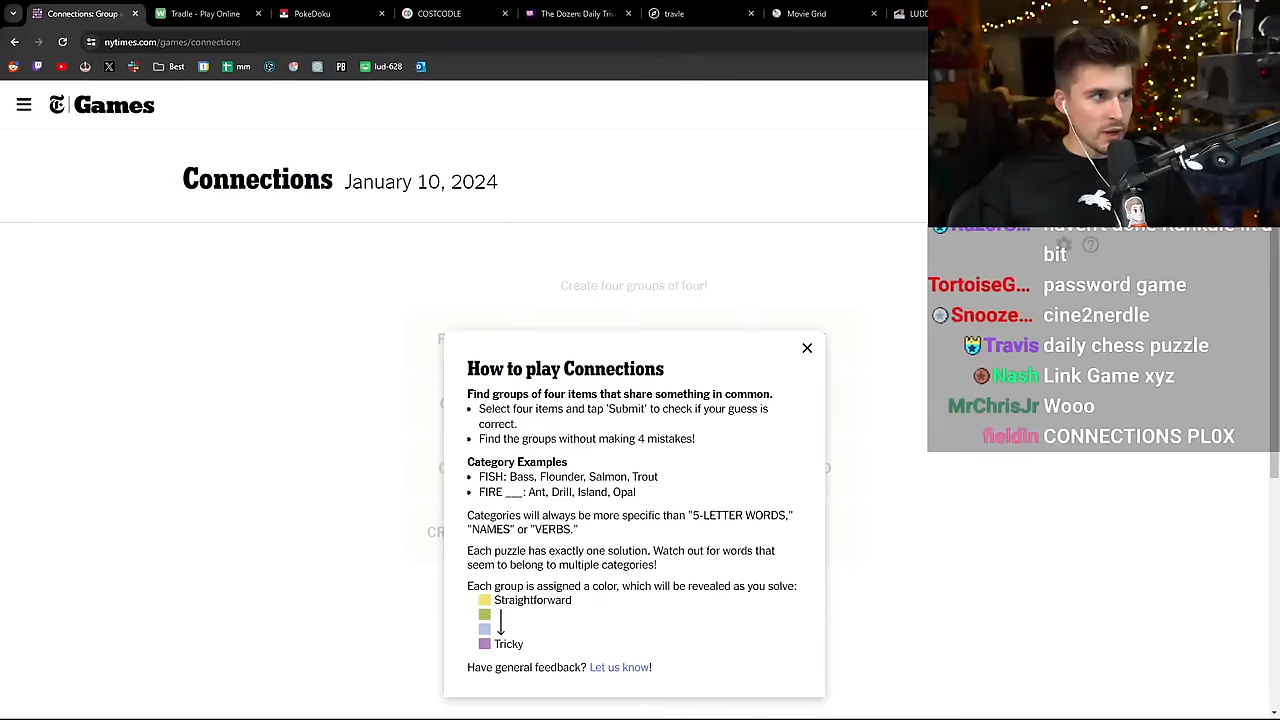 Connections: Group
Tradle - Play Online
PokeDoku
COSTCODLE
The Dozen: Daily Triv
travle
Movie Grid
LUDO
nytimes.com/games/connections
Best
mm
lud-628
Games
Connections January 10, 2024
Create four groups of four!
How to play Connections
Find groups of four items that share something in common.
Select four items and tap 'Submit' to check if your guess is
correct.
Find the groups without making 4 mistakes!
Category Examples
FISH: Bass, Flounder, Salmon, Trout
FIRE ___: Ant, Drill, Island, Opal
Categories will always be more specific than "5-LETTER WORDS,"
"NAMES" or "VERBS."
Each puzzle has exactly one solution. Watch out for words that
seem to belong to multiple categories!
Each group is assigned a color, which will be revealed as you solve:
Straightforward
Tricky
Have general feedback? Let us know!
CR
bit
TortoiseG... password game
Snooze... cine2nerdle
Travis daily chess puzzle
Nash Link Game xyz
MrChrisJr Wooo
fieldin CONNECTIONS PL0X